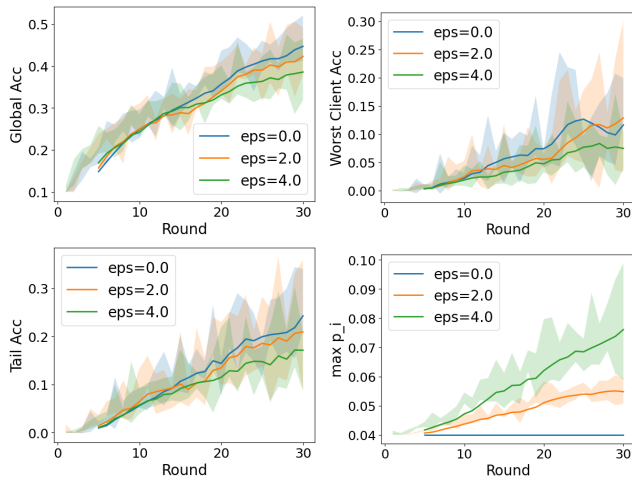 Global Acc
0.5
0.4
0.3
0.2
0.1
0 10 20 30
Round
eps=0.0
eps=2.0
eps=4.0
Worst Client Acc
0.30
0.25
0.20
0.15
0.10
0.05
0.00
0 10 20 30
Round
eps=0.0
eps=2.0
eps=4.0
Tail Acc
0.3
0.2
0.1
0.0
0 10 20 30
Round
eps=0.0
eps=2.0
eps=4.0
max p_i
0.10
0.09
0.08
0.07
0.06
0.05
0.04
0 10 20 30
Round
eps=0.0
eps=2.0
eps=4.0